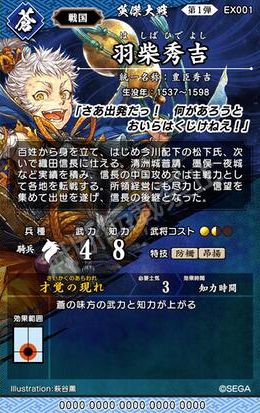 蒼
戦国
英傑大戦
第1弾
EX001
は しば ひで よし
羽柴秀吉
統一名称:豊臣秀吉
生没年:1537〜1598
「さあ出発だっ! 何があろうと
おいらはくじけねえ!」
百姓から身を立て、はじめ今川配下の松下氏、次
いで織田信長に仕える。清洲城普請、墨俣一夜城
など実績を積み、信長の中国攻めでは主戦力とし
て各地を転戦する。所領経営にも尽力し、信望を
集めて出世を遂げ、信長の後継となった。
兵種 武力 知力 武将コスト
騎兵 4 8 特技 防柵 昂揚
さいかくのあらわれ 必要士気 効果時間
才覚の現れ 3 知力時間
蒼の味方の武力と知力が上がる
効果範囲
Illustration:萩谷薫
©SEGA
0000-0000-0000-0000-0000